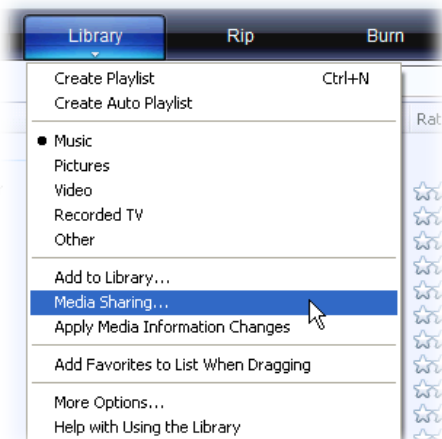 Library Rip Burn
Create Playlist Ctrl+N
Create Auto Playlist
Rat
Music
Pictures
Video
Recorded TV
Other
Add to Library...
Media Sharing...
Apply Media Information Changes
Add Favorites to List When Dragging
More Options...
Help with Using the Library